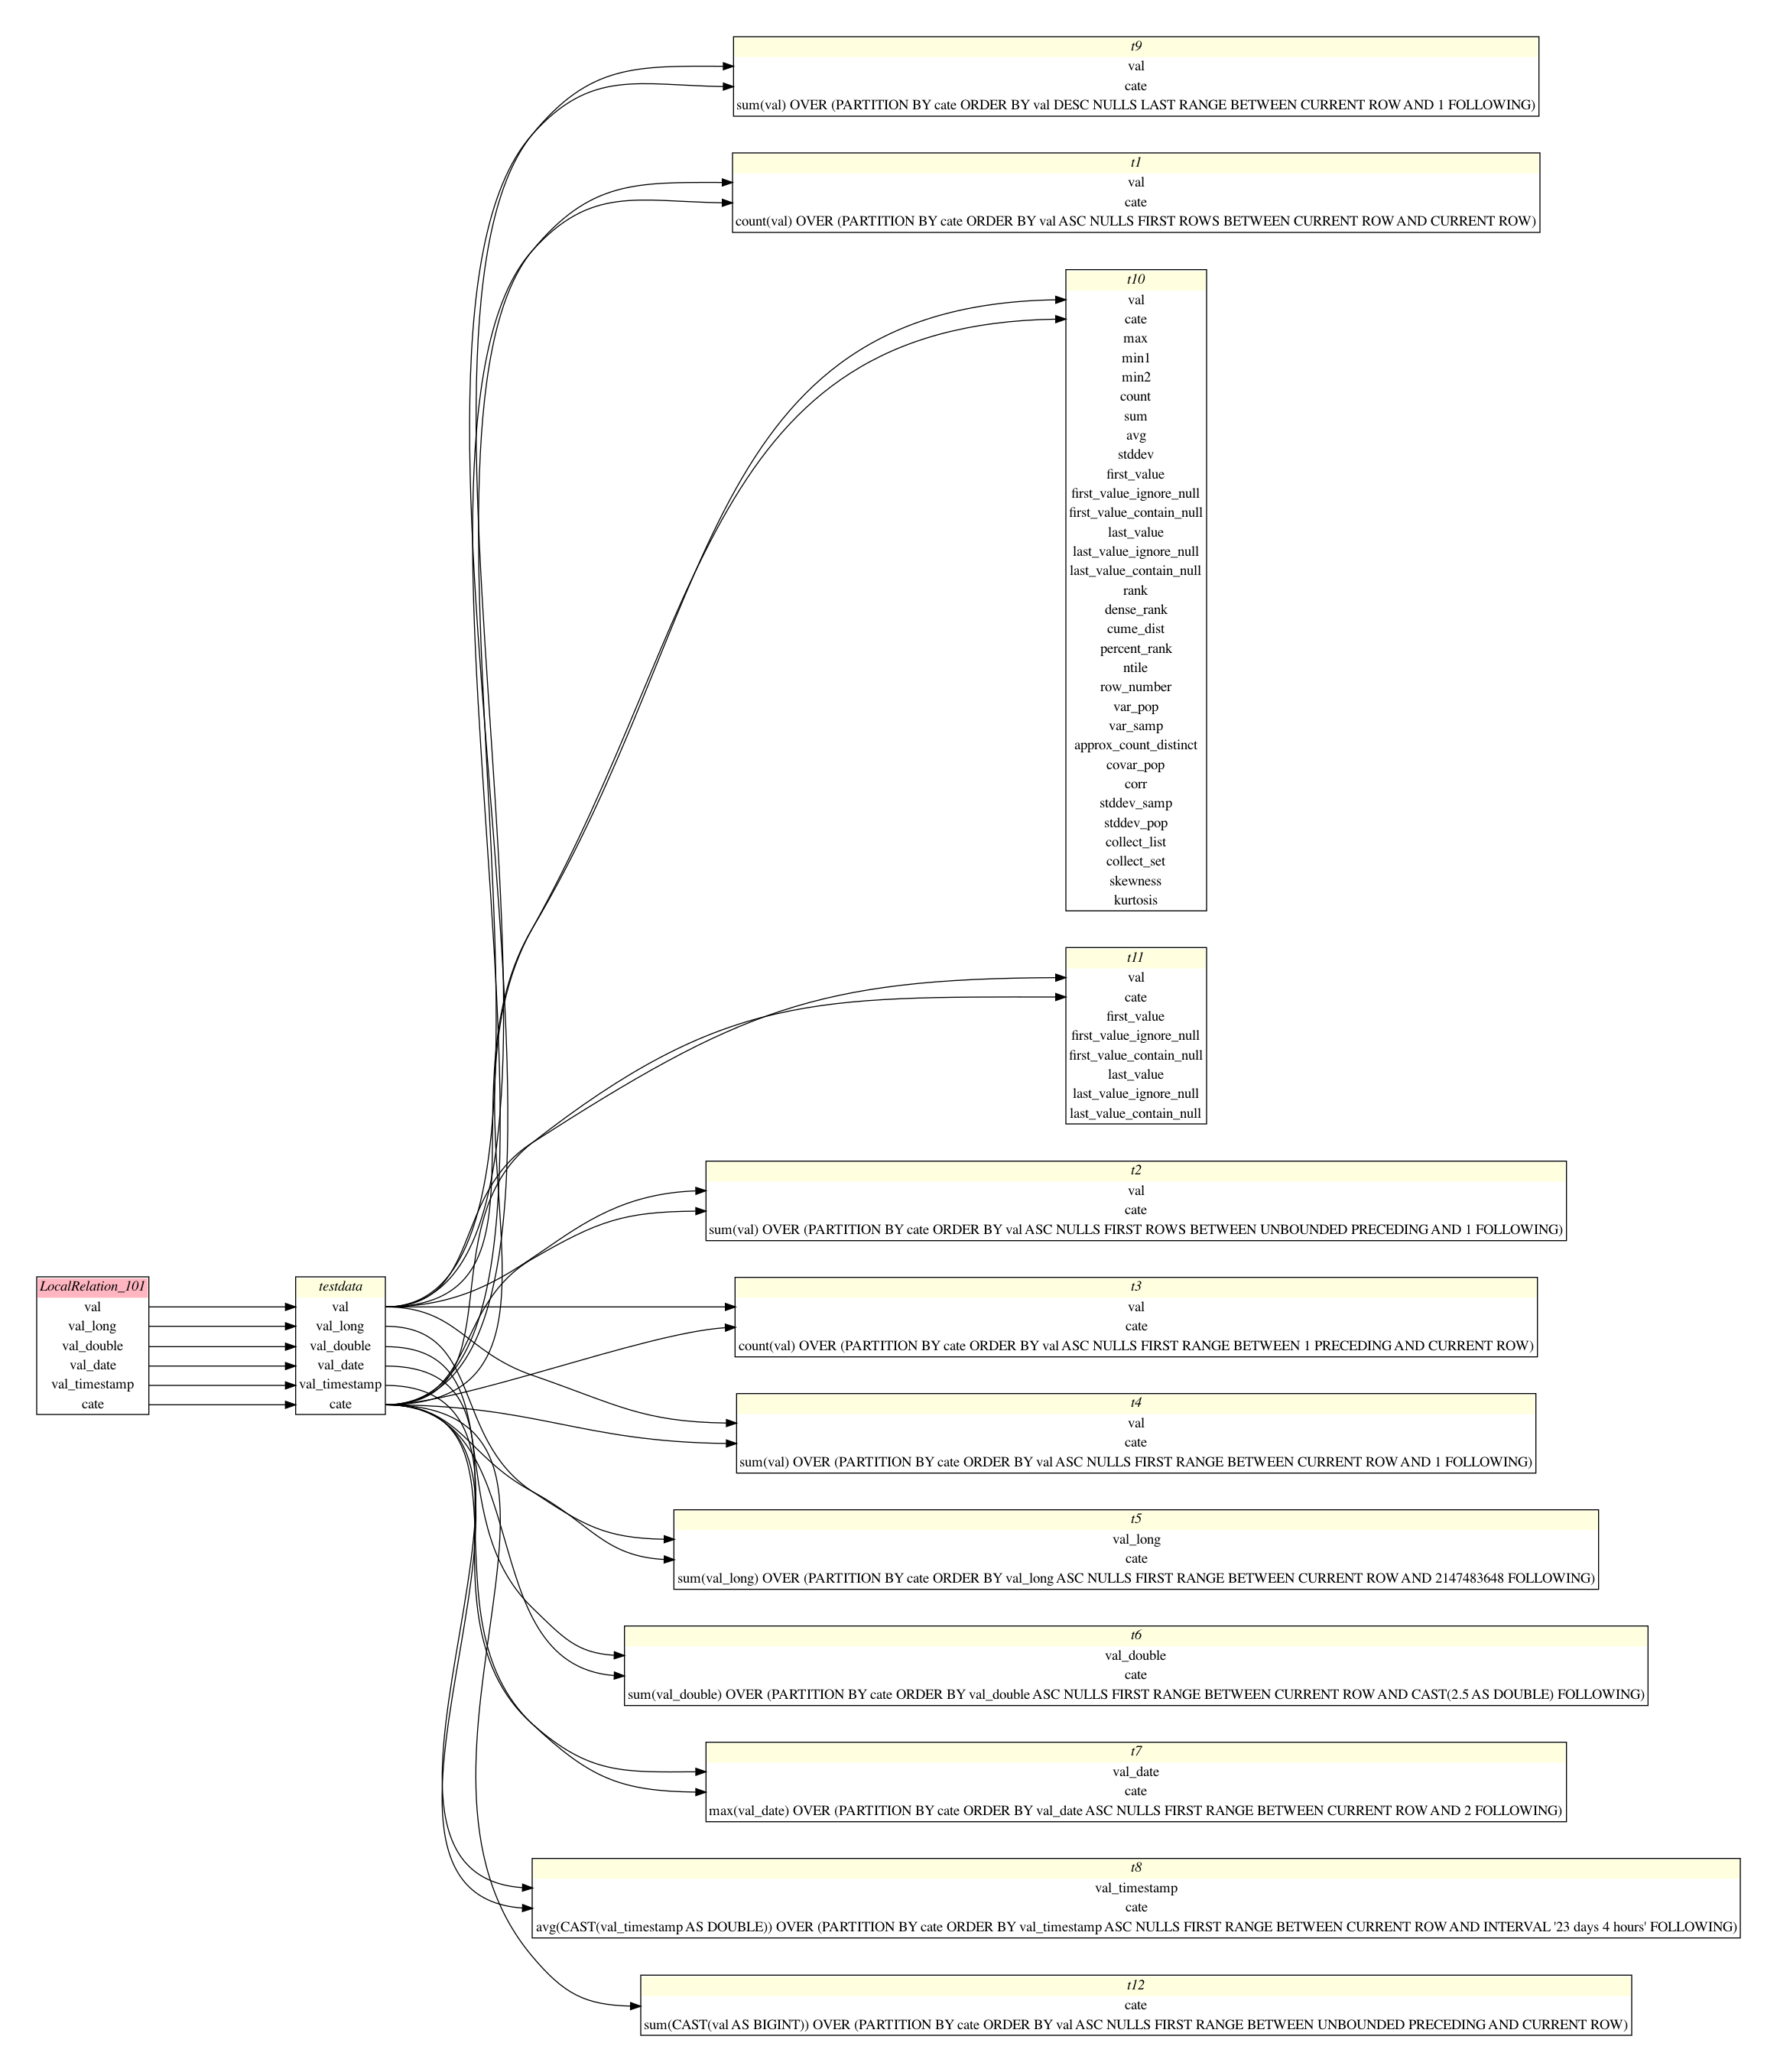 t9
val
cate
sum(val) OVER (PARTITION BY cate ORDER BY val DESC NULLS LAST RANGE BETWEEN CURRENT ROW AND 1 FOLLOWING)
t1
val
cate
count(val) OVER (PARTITION BY cate ORDER BY val ASC NULLS FIRST ROWS BETWEEN CURRENT ROW AND CURRENT ROW)
t10
val
cate
max
min1
min2
count
sum
avg
stddev
first_value
first_value_ignore_null
first_value_contain_null
last_value
last_value_ignore_null
last_value_contain_null
rank
dense_rank
cume_dist
percent_rank
ntile
row_number
var_pop
var_samp
approx_count_distinct
covar_pop
corr
stddev_samp
stddev_pop
collect_list
collect_set
skewness
kurtosis
t11
val
cate
first_value
first_value_ignore_null
first_value_contain_null
last_value
last_value_ignore_null
last_value_contain_null
t2
val
cate
sum(val) OVER (PARTITION BY cate ORDER BY val ASC NULLS FIRST ROWS BETWEEN UNBOUNDED PRECEDING AND 1 FOLLOWING)
LocalRelation_101
val
val_long
val_double
val_date
val_timestamp
cate
testdata
val
val_long
val_double
val_date
val_timestamp
cate
t3
val
cate
count(val) OVER (PARTITION BY cate ORDER BY val ASC NULLS FIRST RANGE BETWEEN 1 PRECEDING AND CURRENT ROW)
t4
val
cate
sum(val) OVER (PARTITION BY cate ORDER BY val ASC NULLS FIRST RANGE BETWEEN CURRENT ROW AND 1 FOLLOWING)
t5
val_long
cate
sum(val_long) OVER (PARTITION BY cate ORDER BY val_long ASC NULLS FIRST RANGE BETWEEN CURRENT ROW AND 2147483648 FOLLOWING)
t6
val_double
cate
sum(val_double) OVER (PARTITION BY cate ORDER BY val_double ASC NULLS FIRST RANGE BETWEEN CURRENT ROW AND CAST(2.5 AS DOUBLE) FOLLOWING)
t7
val_date
cate
max(val_date) OVER (PARTITION BY cate ORDER BY val_date ASC NULLS FIRST RANGE BETWEEN CURRENT ROW AND 2 FOLLOWING)
t8
val_timestamp
cate
avg(CAST(val_timestamp AS DOUBLE)) OVER (PARTITION BY cate ORDER BY val_timestamp ASC NULLS FIRST RANGE BETWEEN CURRENT ROW AND INTERVAL '23 days 4 hours' FOLLOWING)
t12
cate
sum(CAST(val AS BIGINT)) OVER (PARTITION BY cate ORDER BY val ASC NULLS FIRST RANGE BETWEEN UNBOUNDED PRECEDING AND CURRENT ROW)